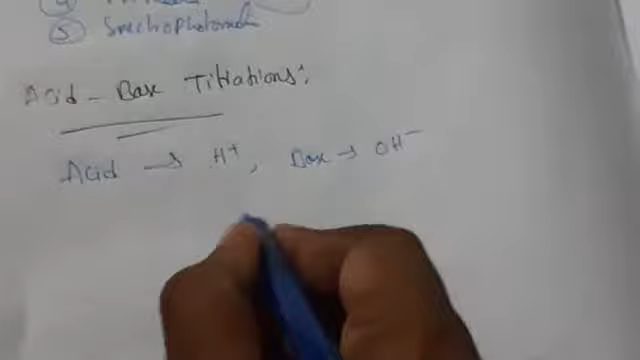 ⑤ Spectrophotometr
Acid - Base Titrations:
Acid → H⁺, Base → OH⁻